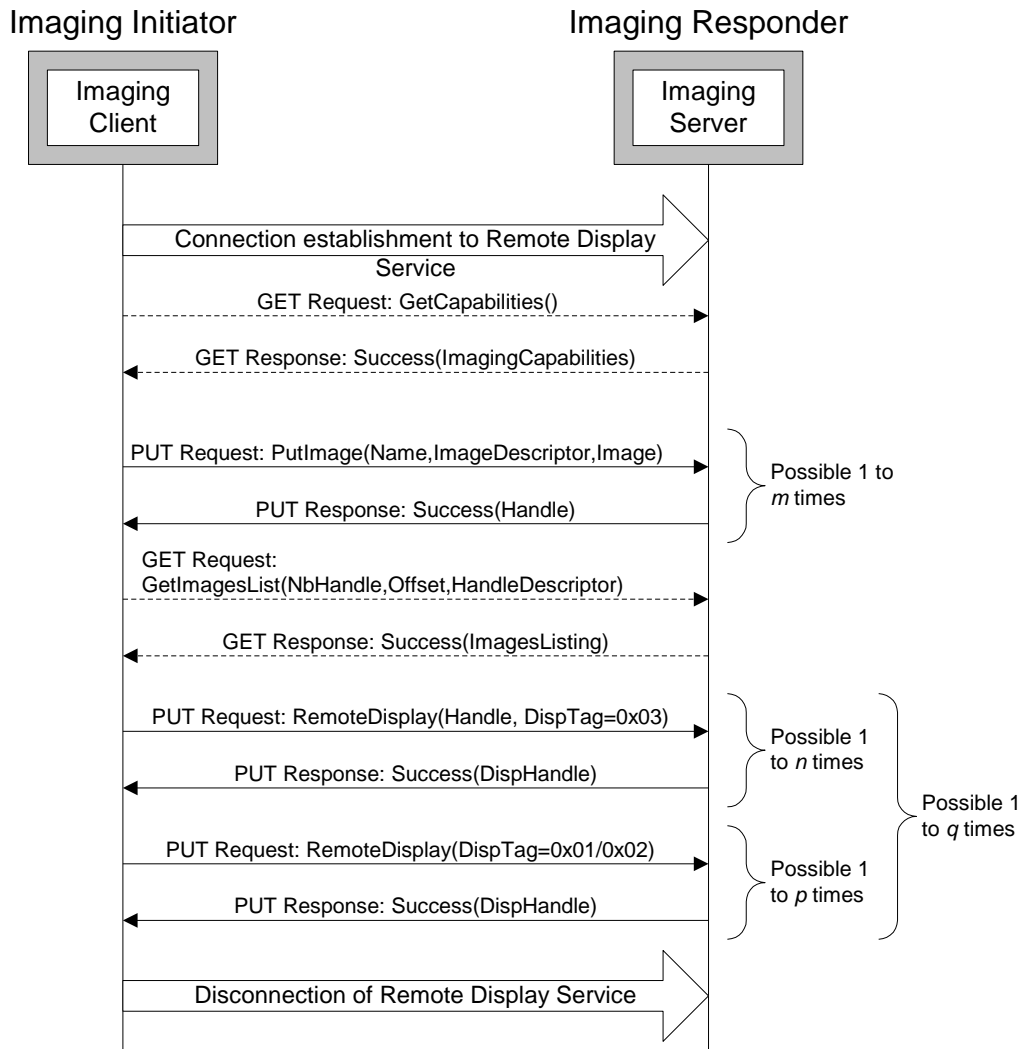 Imaging Initiator
Imaging Responder
Imaging
Client
Imaging
Server
Connection establishment to Remote Display
Service
GET Request: GetCapabilities()
GET Response: Success(ImagingCapabilities)
PUT Request: PutImage(Name,ImageDescriptor,Image)
Possible 1 to
m times
PUT Response: Success(Handle)
GET Request:
GetImagesList(NbHandle,Offset,HandleDescriptor)
GET Response: Success(ImagesListing)
PUT Request: RemoteDisplay(Handle, DispTag=0x03)
Possible 1
to n times
PUT Response: Success(DispHandle)
Possible 1
to q times
PUT Request: RemoteDisplay(DispTag=0x01/0x02)
Possible 1
to p times
PUT Response: Success(DispHandle)
Disconnection of Remote Display Service